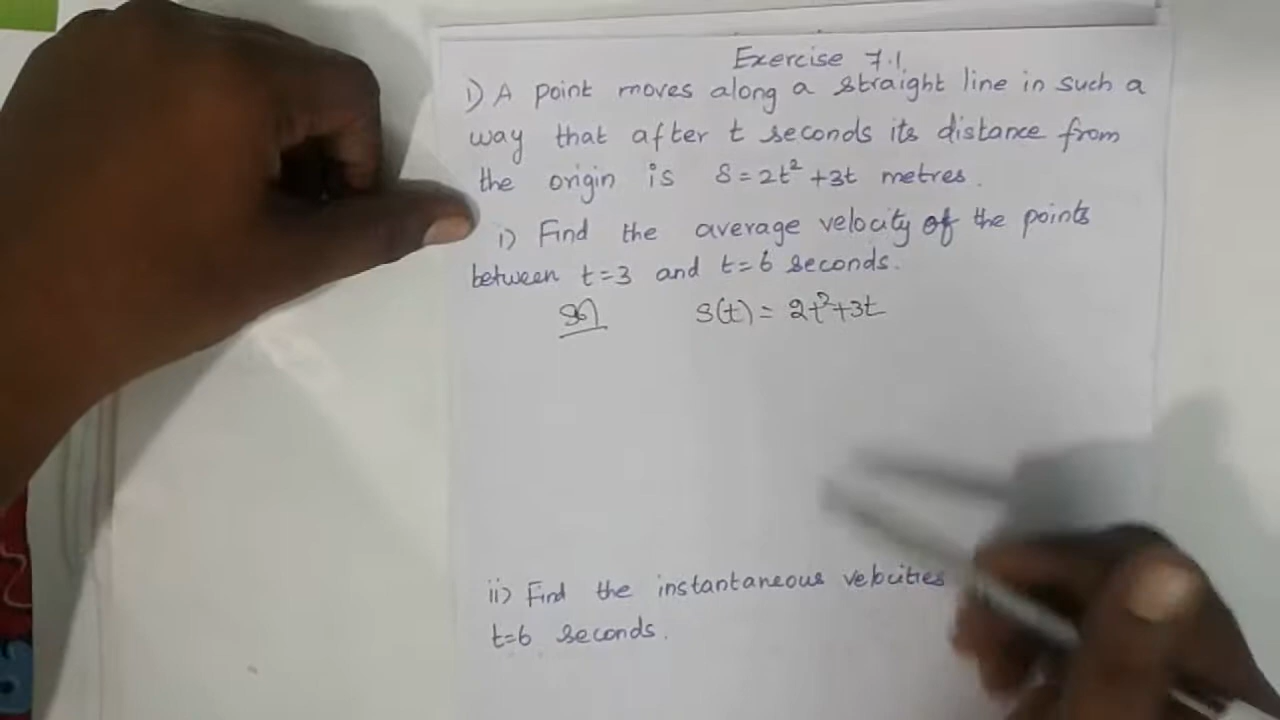 Exercise 7.1
1) A point moves along a straight line in such a
way that after t seconds its distance from
the origin is S = 2t² + 3t metres.
i) Find the average velocity of the points
between t=3 and t=6 seconds.
Sol s(t) = 2t²+3t
ii) Find the instantaneous velocities
t=6 seconds.